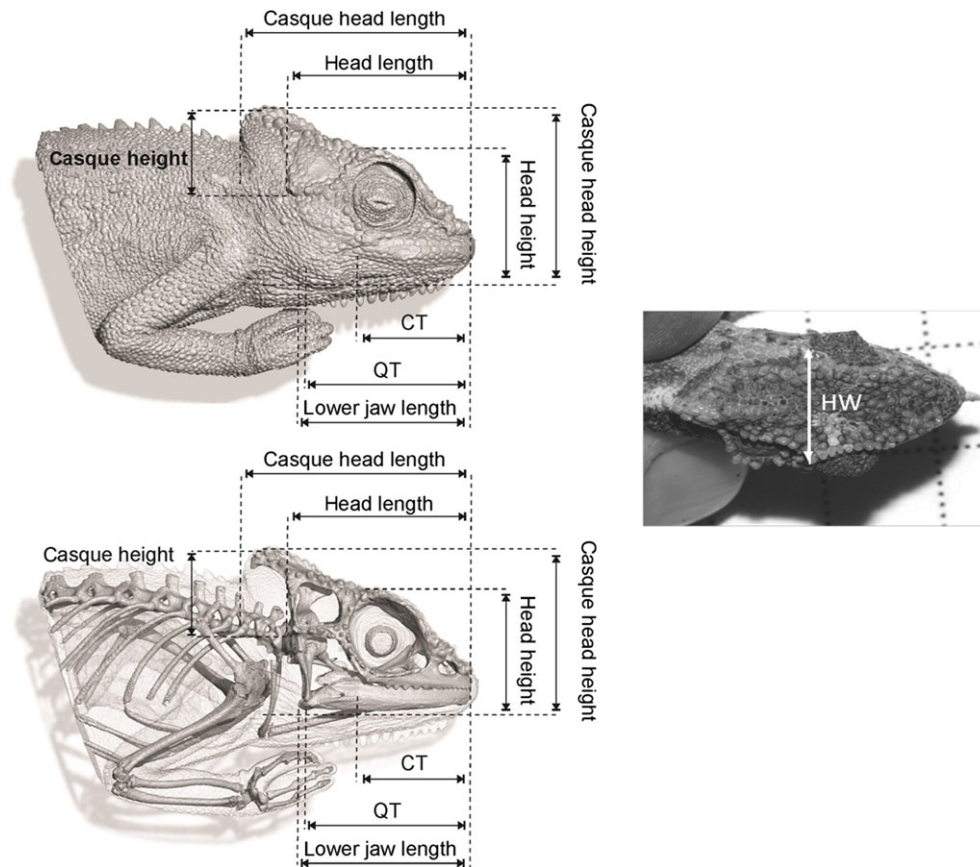 Casque head length
Head length
Casque height
Head height
Casque head height
CT
QT
Lower jaw length
HW
Casque head length
Head length
Casque height
Head height
Casque head height
CT
QT
Lower jaw length